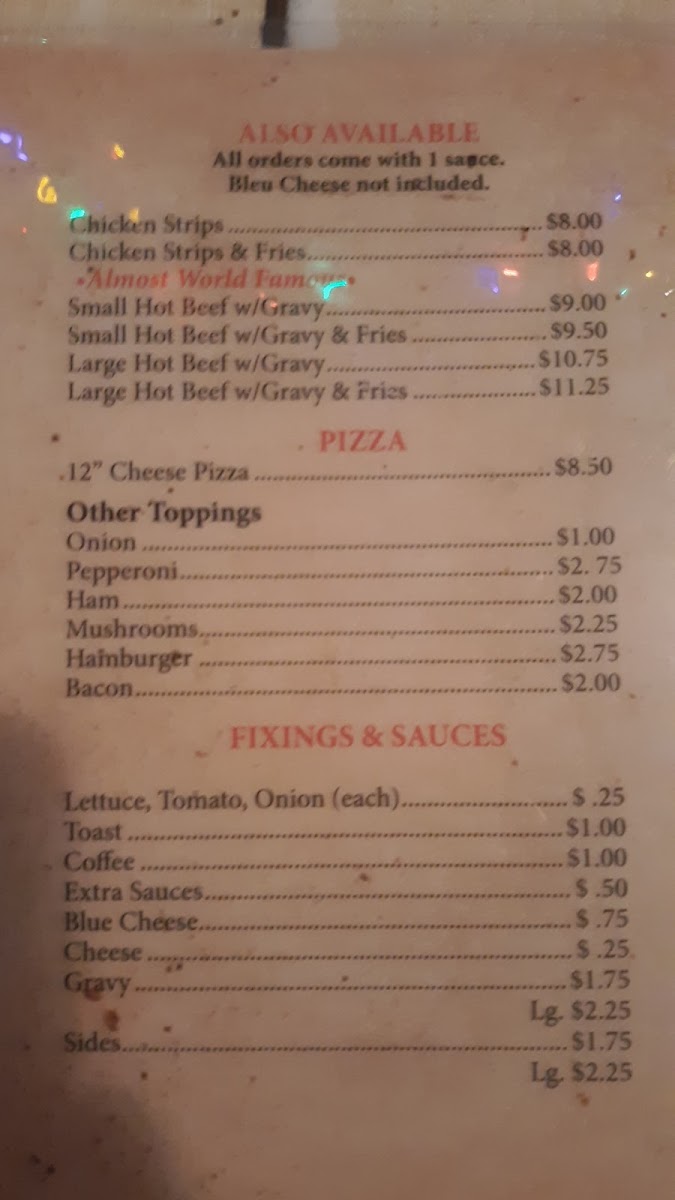 ALSO AVAILABLE
All orders come with 1 sauce.
Bleu Cheese not included.
Chicken Strips.....$8.00
Chicken Strips & Fries.....$8.00
•Almost World Famous•
Small Hot Beef w/Gravy.....$9.00
Small Hot Beef w/Gravy & Fries.....$9.50
Large Hot Beef w/Gravy.....$10.75
Large Hot Beef w/Gravy & Fries.....$11.25
PIZZA
12” Cheese Pizza.....$8.50
Other Toppings
Onion.....$1.00
Pepperoni.....$2. 75
Ham.....$2.00
Mushrooms.....$2.25
Hamburger.....$2.75
Bacon.....$2.00
FIXINGS & SAUCES
Lettuce, Tomato, Onion (each).....$ .25
Toast.....$1.00
Coffee.....$1.00
Extra Sauces.....$ .50
Blue Cheese.....$ .75
Cheese.....$ .25
Gravy.....$1.75
Lg. $2.25
Sides.....$1.75
Lg. $2.25